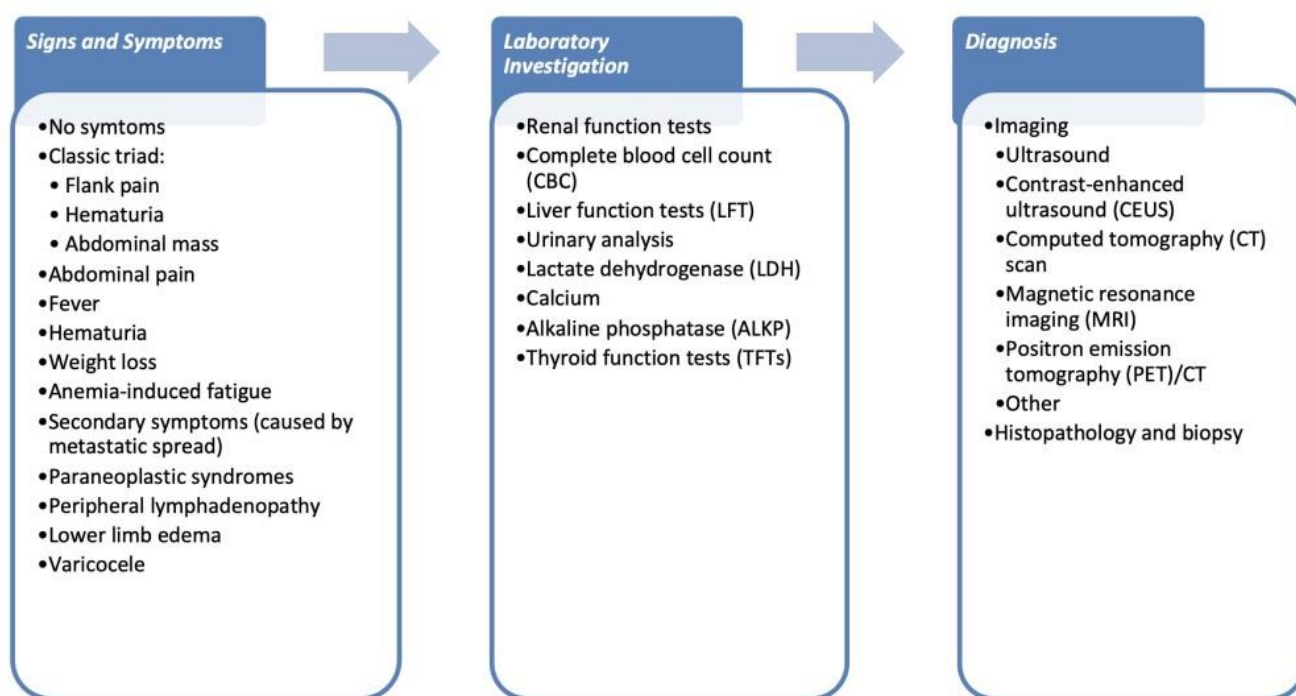 Signs and Symptoms
•No symtoms
•Classic triad:
• Flank pain
• Hematuria
• Abdominal mass
•Abdominal pain
•Fever
•Hematuria
•Weight loss
•Anemia-induced fatigue
•Secondary symptoms (caused by
metastatic spread)
•Paraneoplastic syndromes
•Peripheral lymphadenopathy
•Lower limb edema
•Varicocele
Laboratory
Investigation
•Renal function tests
•Complete blood cell count
(CBC)
•Liver function tests (LFT)
•Urinary analysis
•Lactate dehydrogenase (LDH)
•Calcium
•Alkaline phosphatase (ALKP)
•Thyroid function tests (TFTs)
Diagnosis
•Imaging
•Ultrasound
•Contrast-enhanced
ultrasound (CEUS)
•Computed tomography (CT)
scan
•Magnetic resonance
imaging (MRI)
•Positron emission
tomography (PET)/CT
•Other
•Histopathology and biopsy